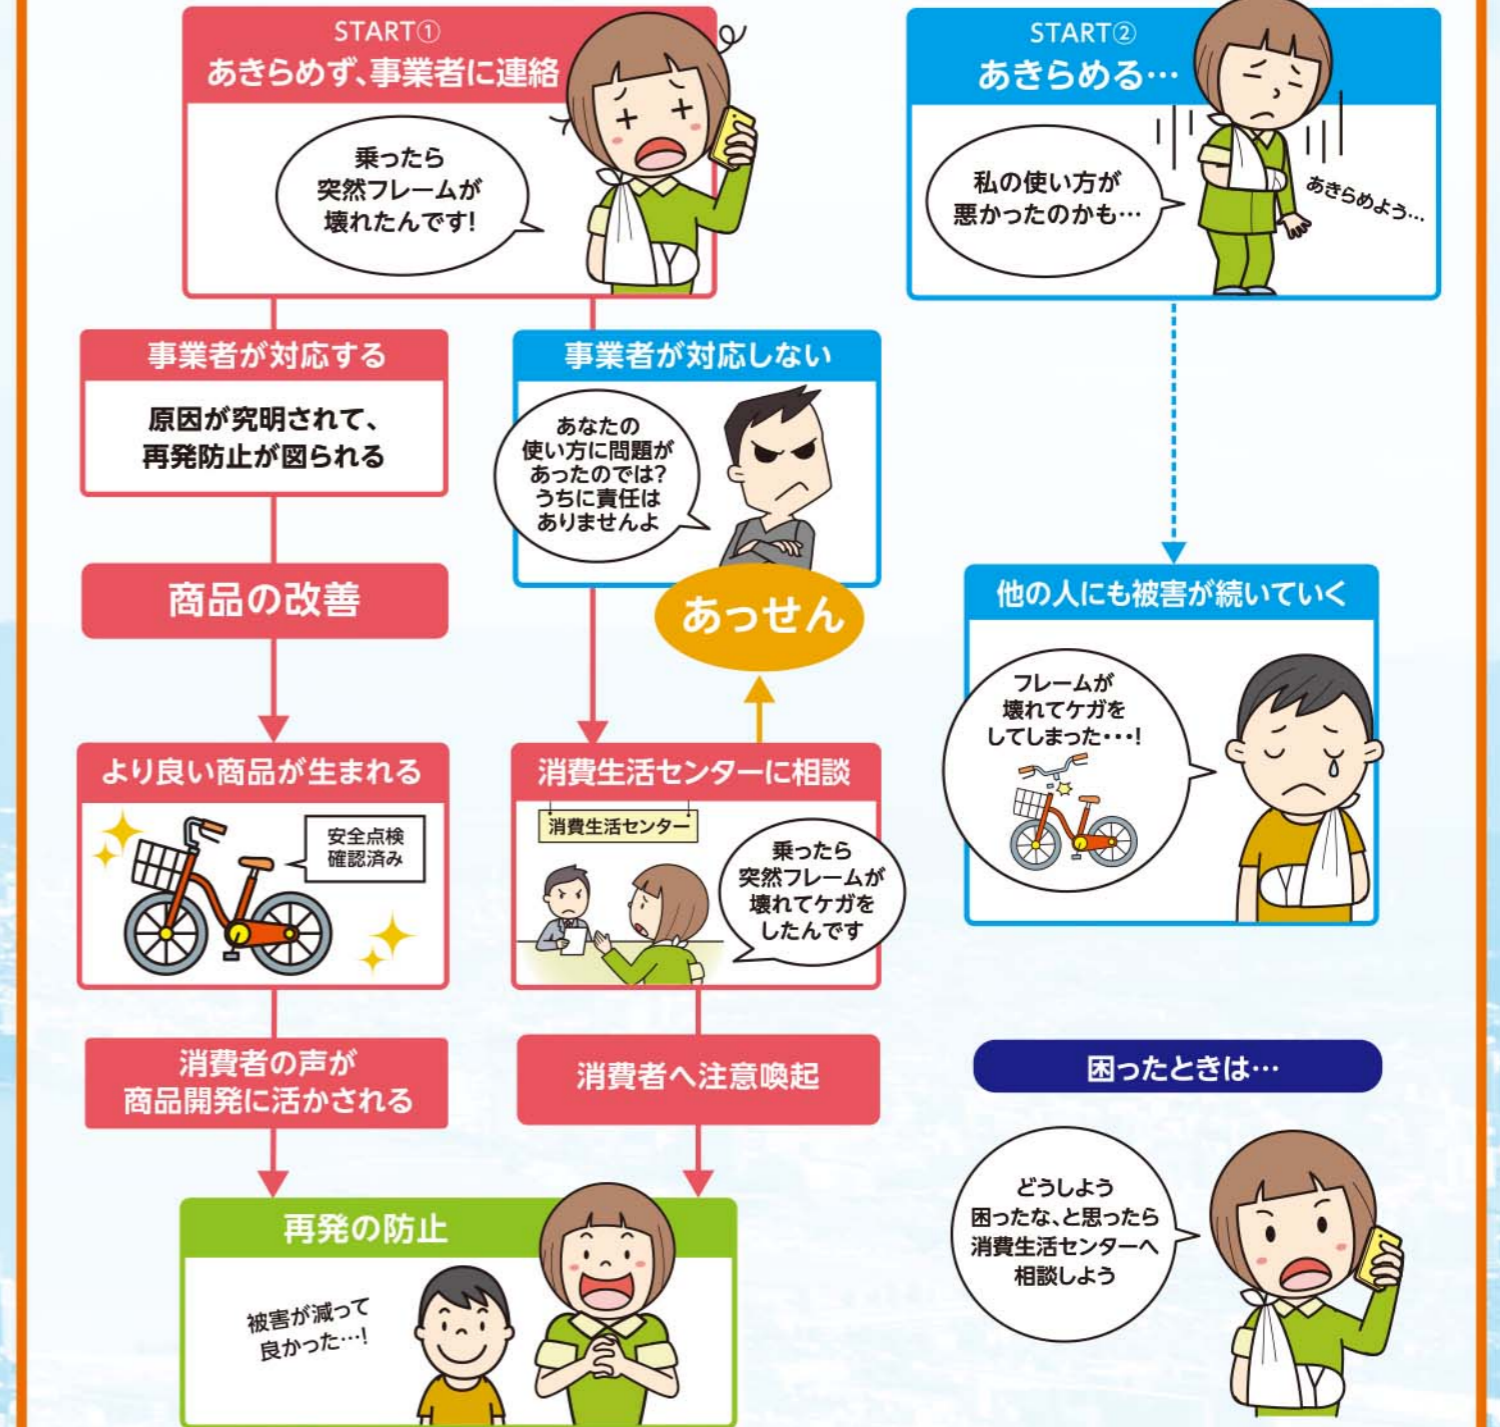 START①
あきらめず、事業者に連絡
乗ったら
突然フレームが
壊れたんです!
START②
あきらめる…
私の使い方が
悪かったのかも…
あきらめよう…
事業者が対応する
原因が究明されて、
再発防止が図られる
事業者が対応しない
あなたの
使い方に問題が
あったのでは?
うちに責任は
ありませんよ
商品の改善
あっせん
他の人にも被害が続いていく
フレームが
壊れてケガを
してしまった・・・!
より良い商品が生まれる
安全点検
確認済み
消費生活センターに相談
消費生活センター
乗ったら
突然フレームが
壊れてケガを
したんです
消費者の声が
商品開発に活かされる
消費者へ注意喚起
困ったときは…
どうしよう
困ったな、と思ったら
消費生活センターへ
相談しよう
再発の防止
被害が減って
良かった…!